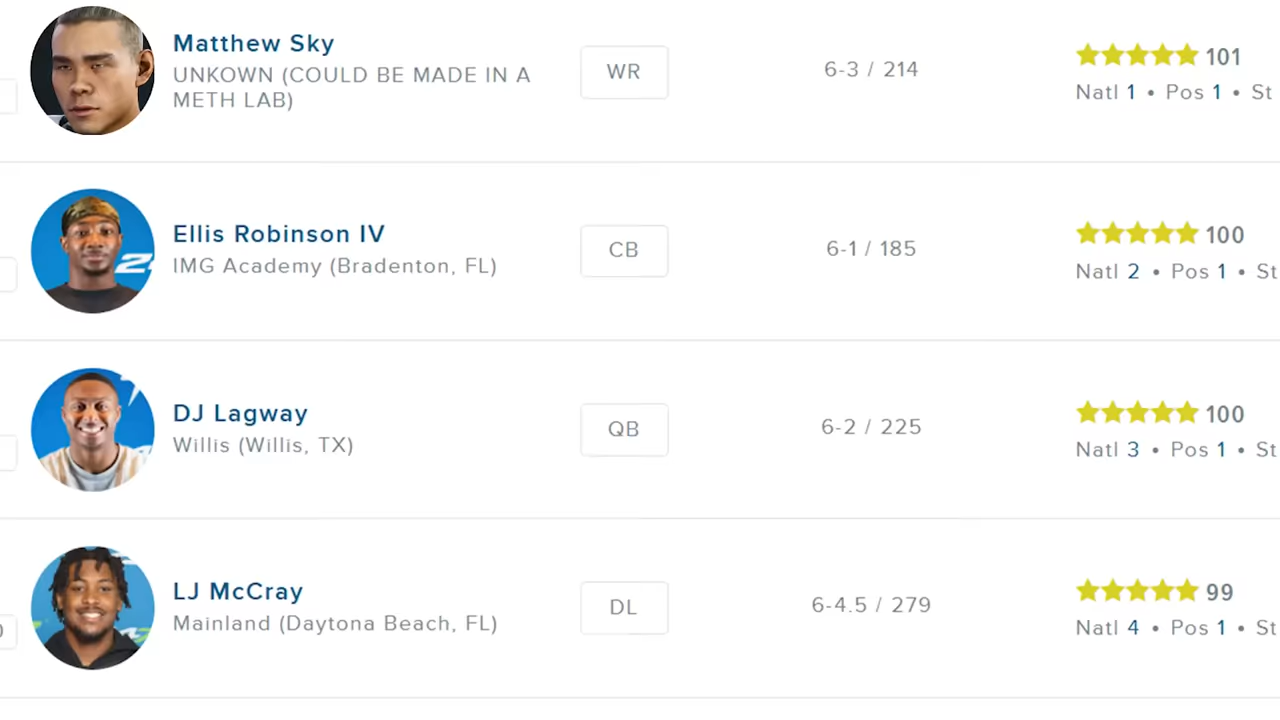 Matthew Sky
UNKOWN (COULD BE MADE IN A
METH LAB)
WR
6-3 / 214
101
Natl 1 • Pos 1 • St
Ellis Robinson IV
IMG Academy (Bradenton, FL)
CB
6-1 / 185
100
Natl 2 • Pos 1 • St
DJ Lagway
Willis (Willis, TX)
QB
6-2 / 225
100
Natl 3 • Pos 1 • St
LJ McCray
Mainland (Daytona Beach, FL)
DL
6-4.5 / 279
99
Natl 4 • Pos 1 • St